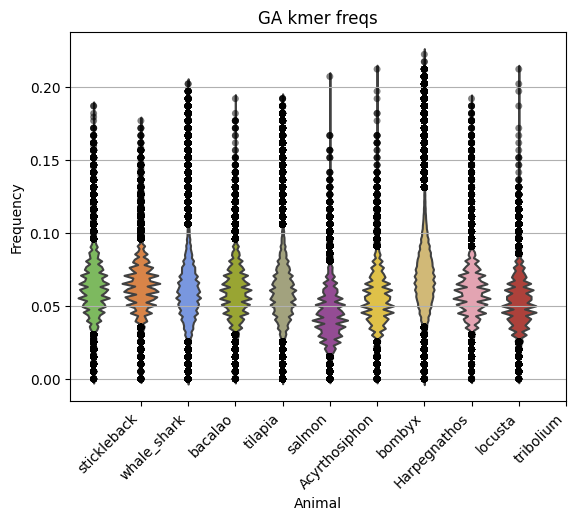 GA kmer freqs
Frequency
0.20
0.15
0.10
0.05
0.00
stickleback
whale_shark
bacalao
tilapia
salmon
Acyrthosiphon
bombyx
Harpegnathos
locusta
tribolium
Animal